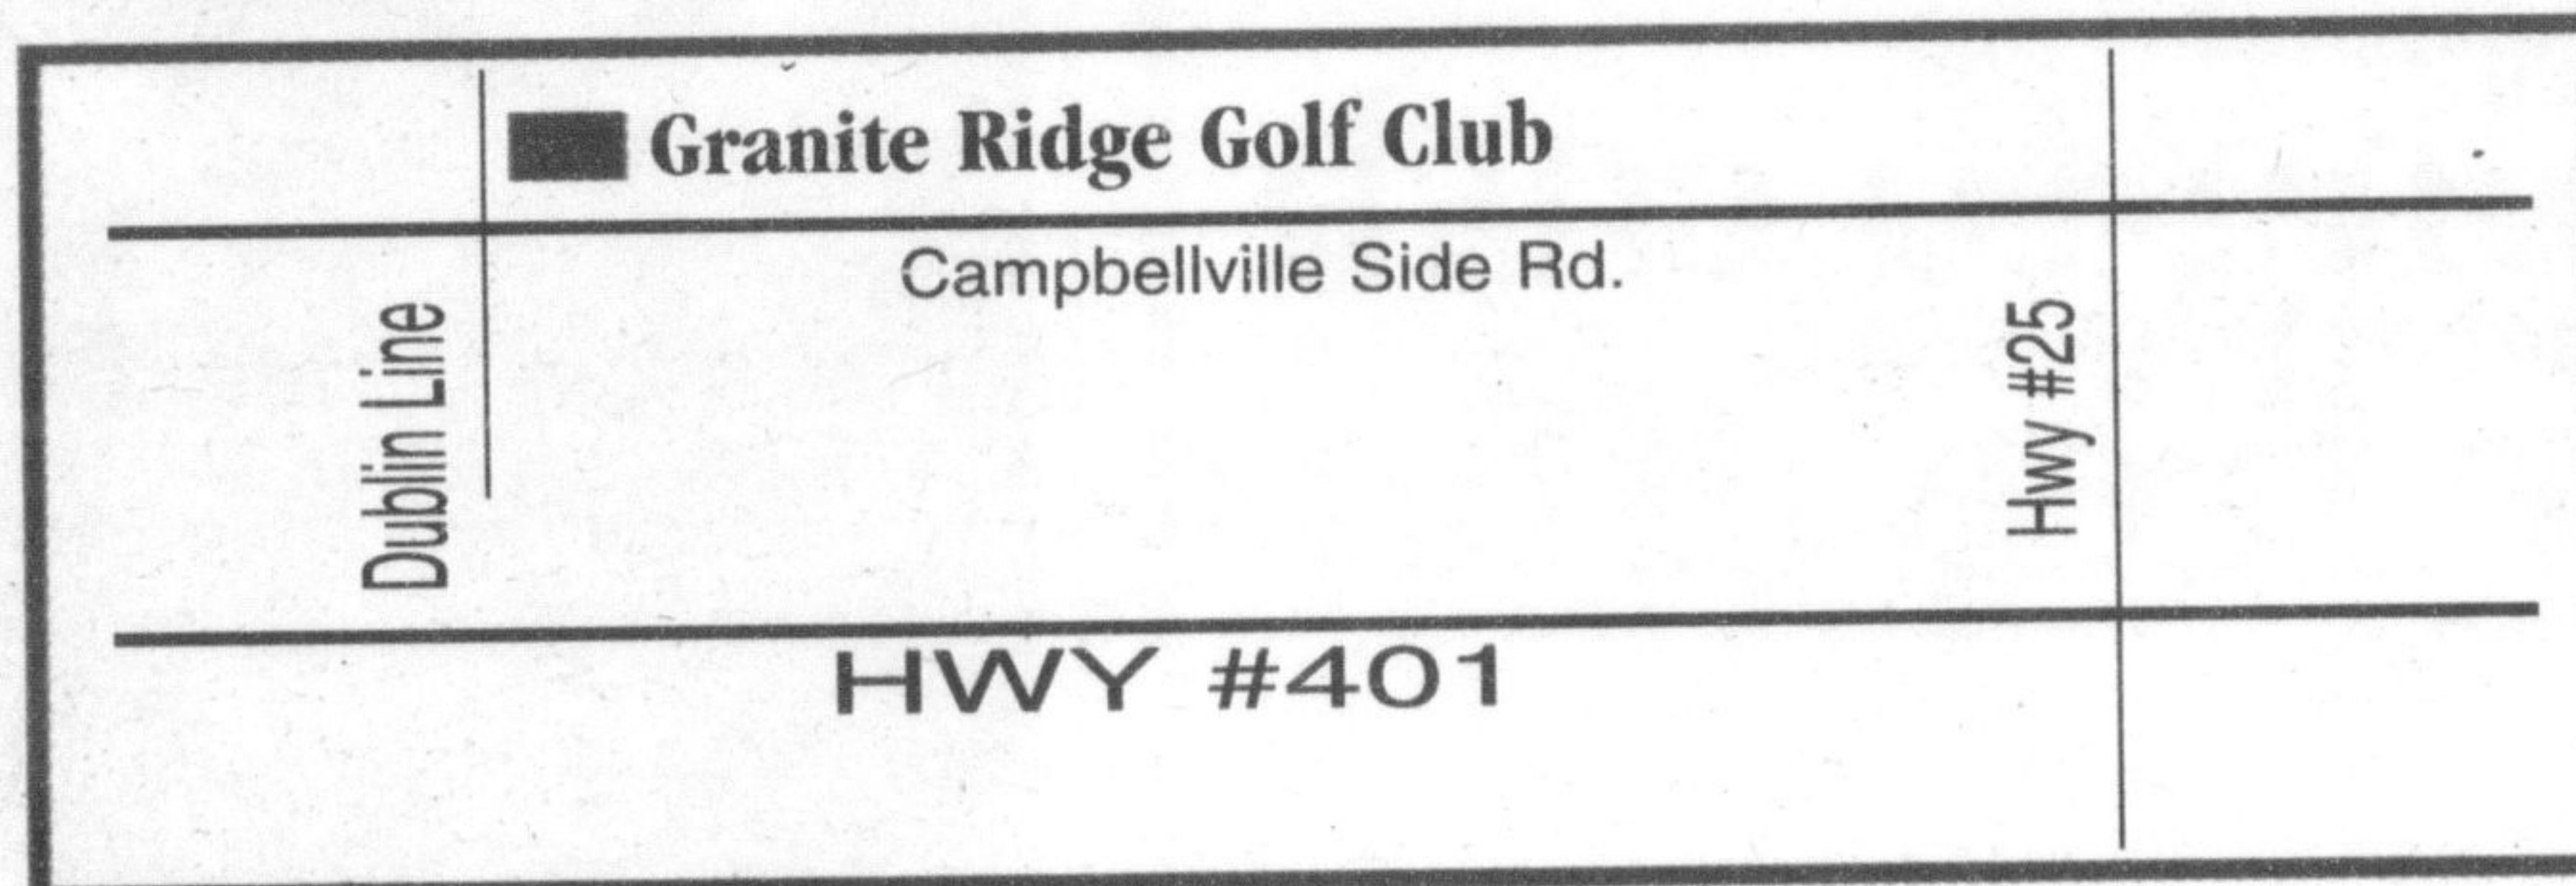 Granite Ridge Golf Club
Campbellville Side Rd.
Dublin Line
Hwy #25
HWY #401